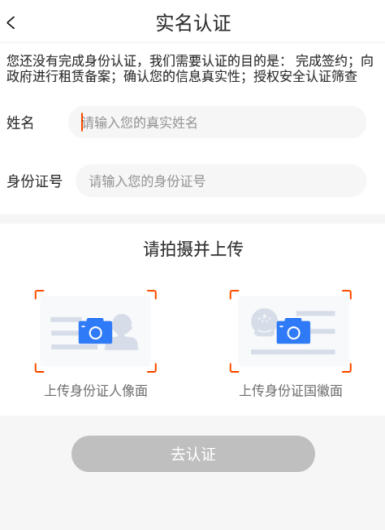 实名认证
您还没有完成身份认证，我们需要认证的目的是： 完成签约；向
政府进行租赁备案；确认您的信息真实性；授权安全认证筛查
姓名
请输入您的真实姓名
身份证号
请输入您的身份证号
请拍摄并上传
上传身份证人像面
上传身份证国徽面
去认证